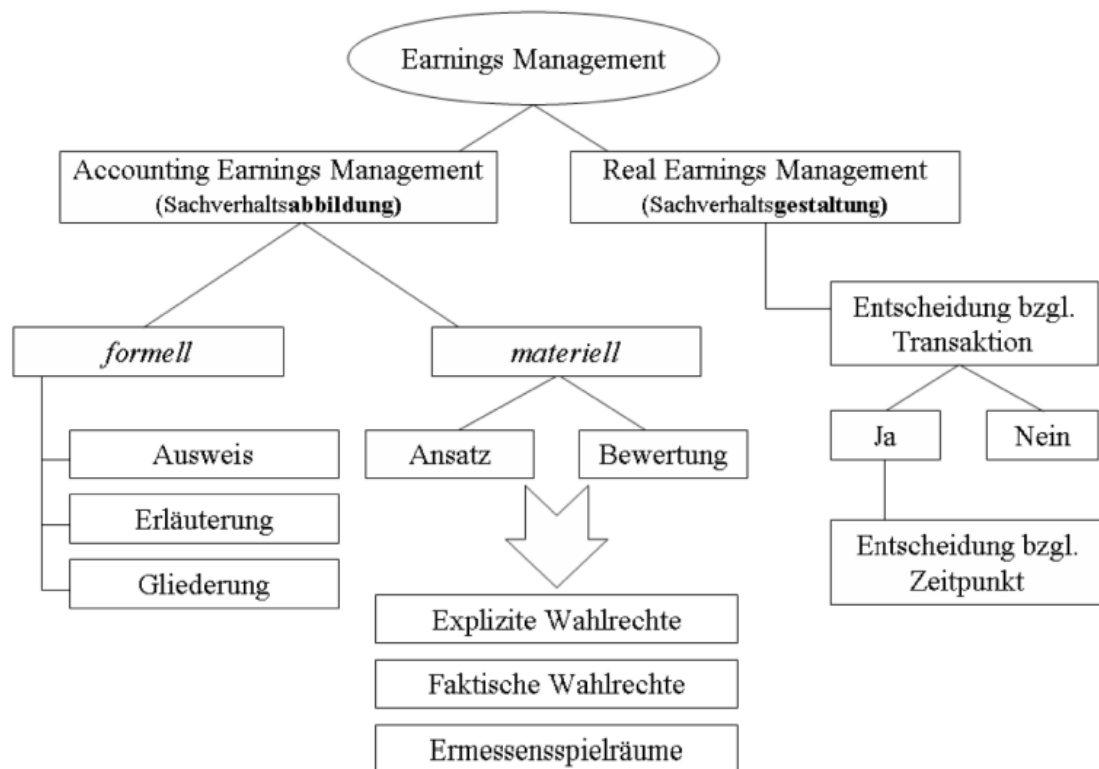 Earnings Management
Accounting Earnings Management
(Sachverhaltsabbildung)
Real Earnings Management
(Sachverhaltsgestaltung)
Entscheidung bzgl.
Transaktion
formell
materiell
Ja
Nein
Ausweis
Ansatz
Bewertung
Erläuterung
Entscheidung bzgl.
Zeitpunkt
Gliederung
Explizite Wahlrechte
Faktische Wahlrechte
Ermessensspielräume